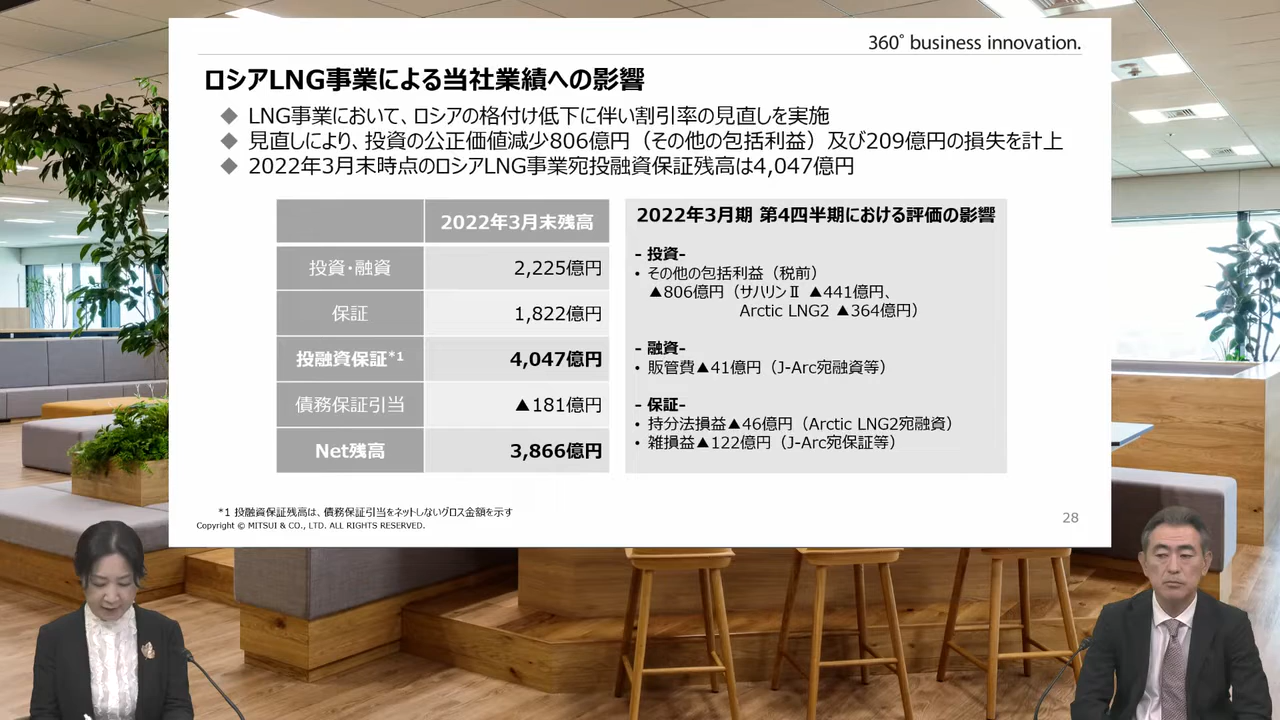 360° business innovation.
ロシアLNG事業による当社業績への影響
◆ LNG事業において、ロシアの格付け低下に伴い割引率の見直しを実施
◆ 見直しにより、投資の公正価値減少806億円（その他の包括利益）及び209億円の損失を計上
◆ 2022年3月末時点のロシアLNG事業宛投融資保証残高は4,047億円
2022年3月末残高
投資・融資 2,225億円
保証 1,822億円
投融資保証*1 4,047億円
債務保証引当 ▲181億円
Net残高 3,866億円
2022年3月期 第4四半期における評価の影響
- 投資-
• その他の包括利益（税前）
▲806億円（サハリンⅡ ▲441億円、
Arctic LNG2 ▲364億円）
- 融資-
• 販管費▲41億円（J-Arc宛融資等）
- 保証-
• 持分法損益▲46億円（Arctic LNG2宛融資）
• 雑損益▲122億円（J-Arc宛保証等）
*1 投融資保証残高は、債務保証引当をネットしないグロス金額を示す
Copyright © MITSUI & CO., LTD. ALL RIGHTS RESERVED.
28